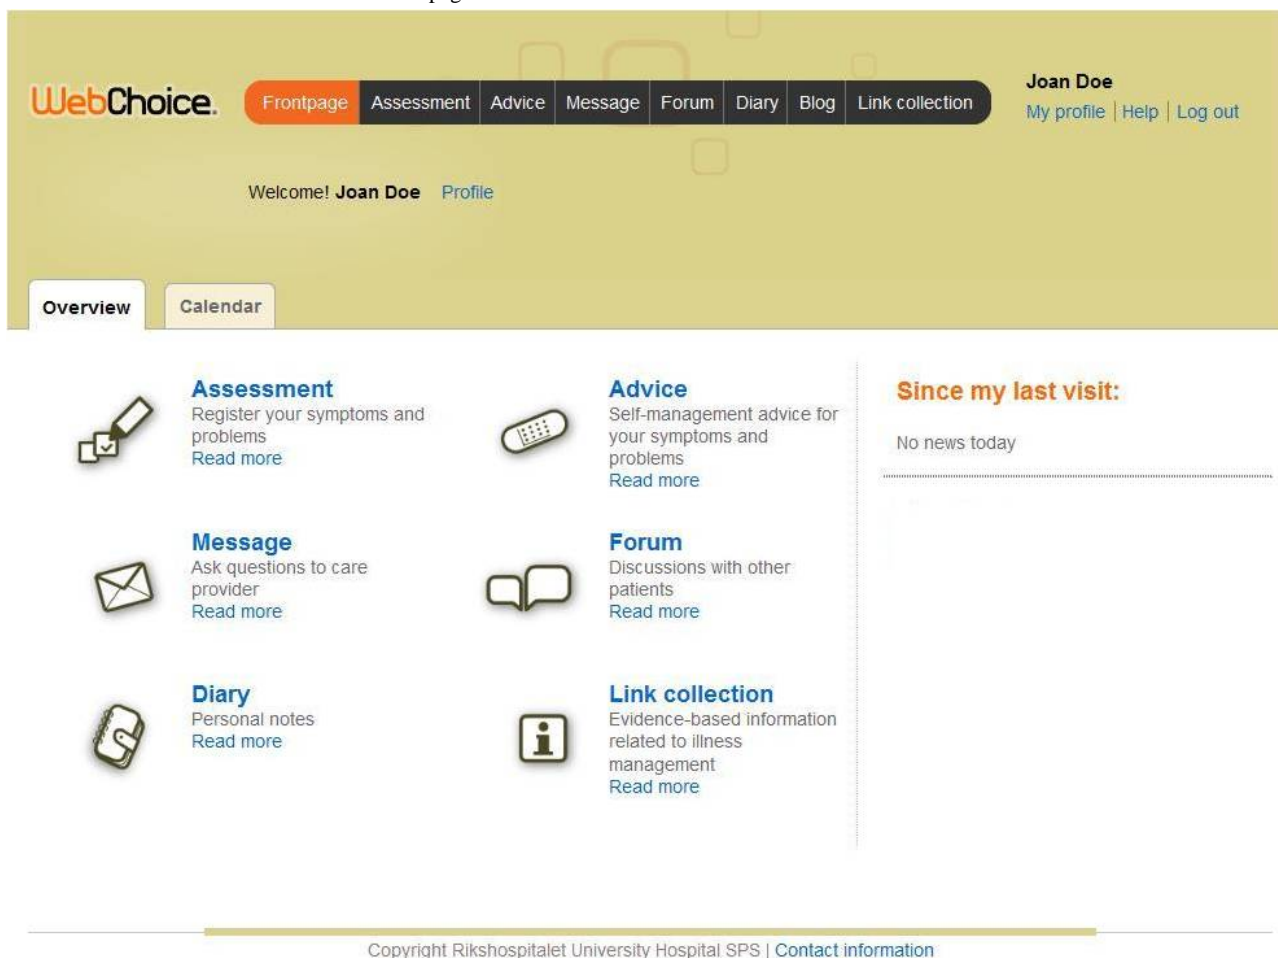 WebChoice.
Frontpage Assessment Advice Message Forum Diary Blog Link collection
Joan Doe
My profile | Help | Log out
Welcome! Joan Doe Profile
Overview Calendar
Assessment
Register your symptoms and
problems
Read more
Advice
Self-management advice for
your symptoms and
problems
Read more
Since my last visit:
No news today
Message
Ask questions to care
provider
Read more
Forum
Discussions with other
patients
Read more
Diary
Personal notes
Read more
Link collection
Evidence-based information
related to illness
management
Read more
Copyright Rikshospitalet University Hospital SPS | Contact information